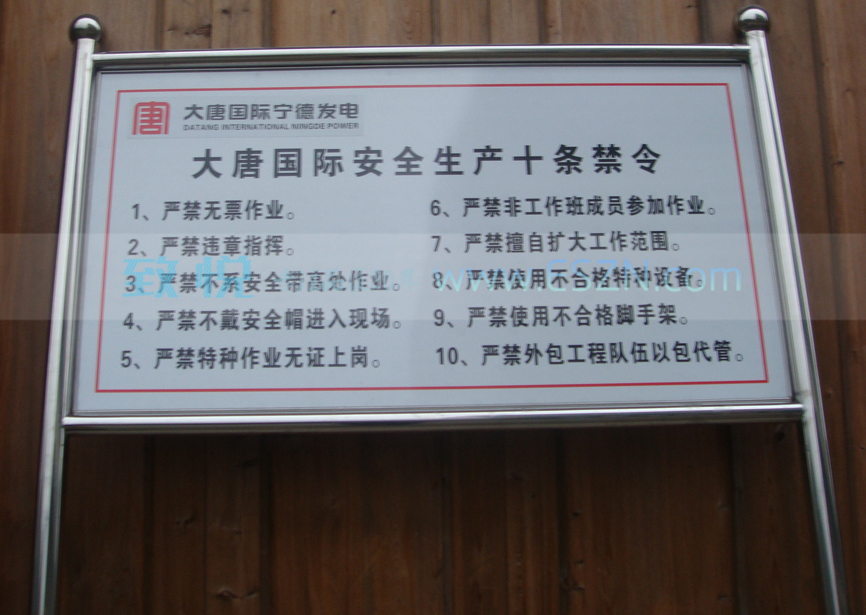 唐 大唐国际宁德发电
DATANG INTERNATIONAL NINGDE POWER
大唐国际安全生产十条禁令
1、严禁无票作业。
2、严禁违章指挥。
3、严禁不系安全带高处作业。
4、严禁不戴安全帽进入现场。
5、严禁特种作业无证上岗。
6、严禁非工作班成员参加作业。
7、严禁擅自扩大工作范围。
8、严禁使用不合格特种设备。
9、严禁使用不合格脚手架。
10、严禁外包工程队伍以包代管。
致悦